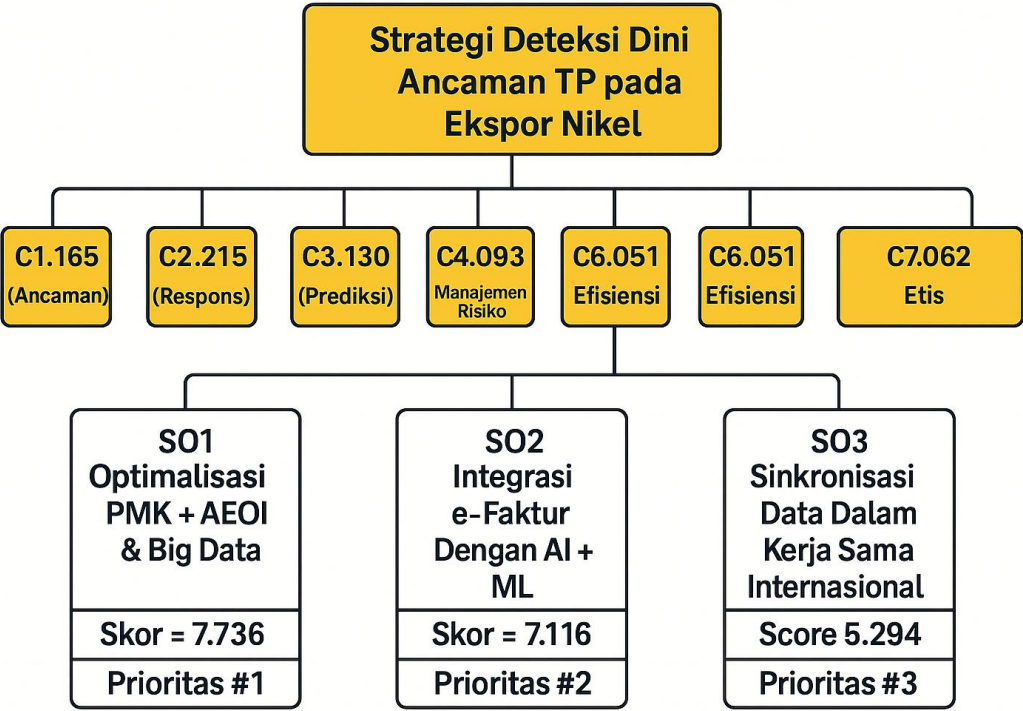 Strategi Deteksi Dini
Ancaman TP pada
Ekspor Nikel
C1.165
(Ancaman)
C2.215
(Respons)
C3.130
(Prediksi)
C4.093
Manajemen
Risiko
C6.051
Efisiensi
C6.051
Efisiensi
C7.062
Etis
SO1
Optimalisasi
PMK + AEOI
& Big Data
Skor = 7.736
Prioritas #1
SO2
Integrasi
e-Faktur
Dengan AI +
ML
Skor = 7.116
Prioritas #2
SO3
Sinkronisasi
Data Dalam
Kerja Sama
Internasional
Score 5.294
Prioritas #3